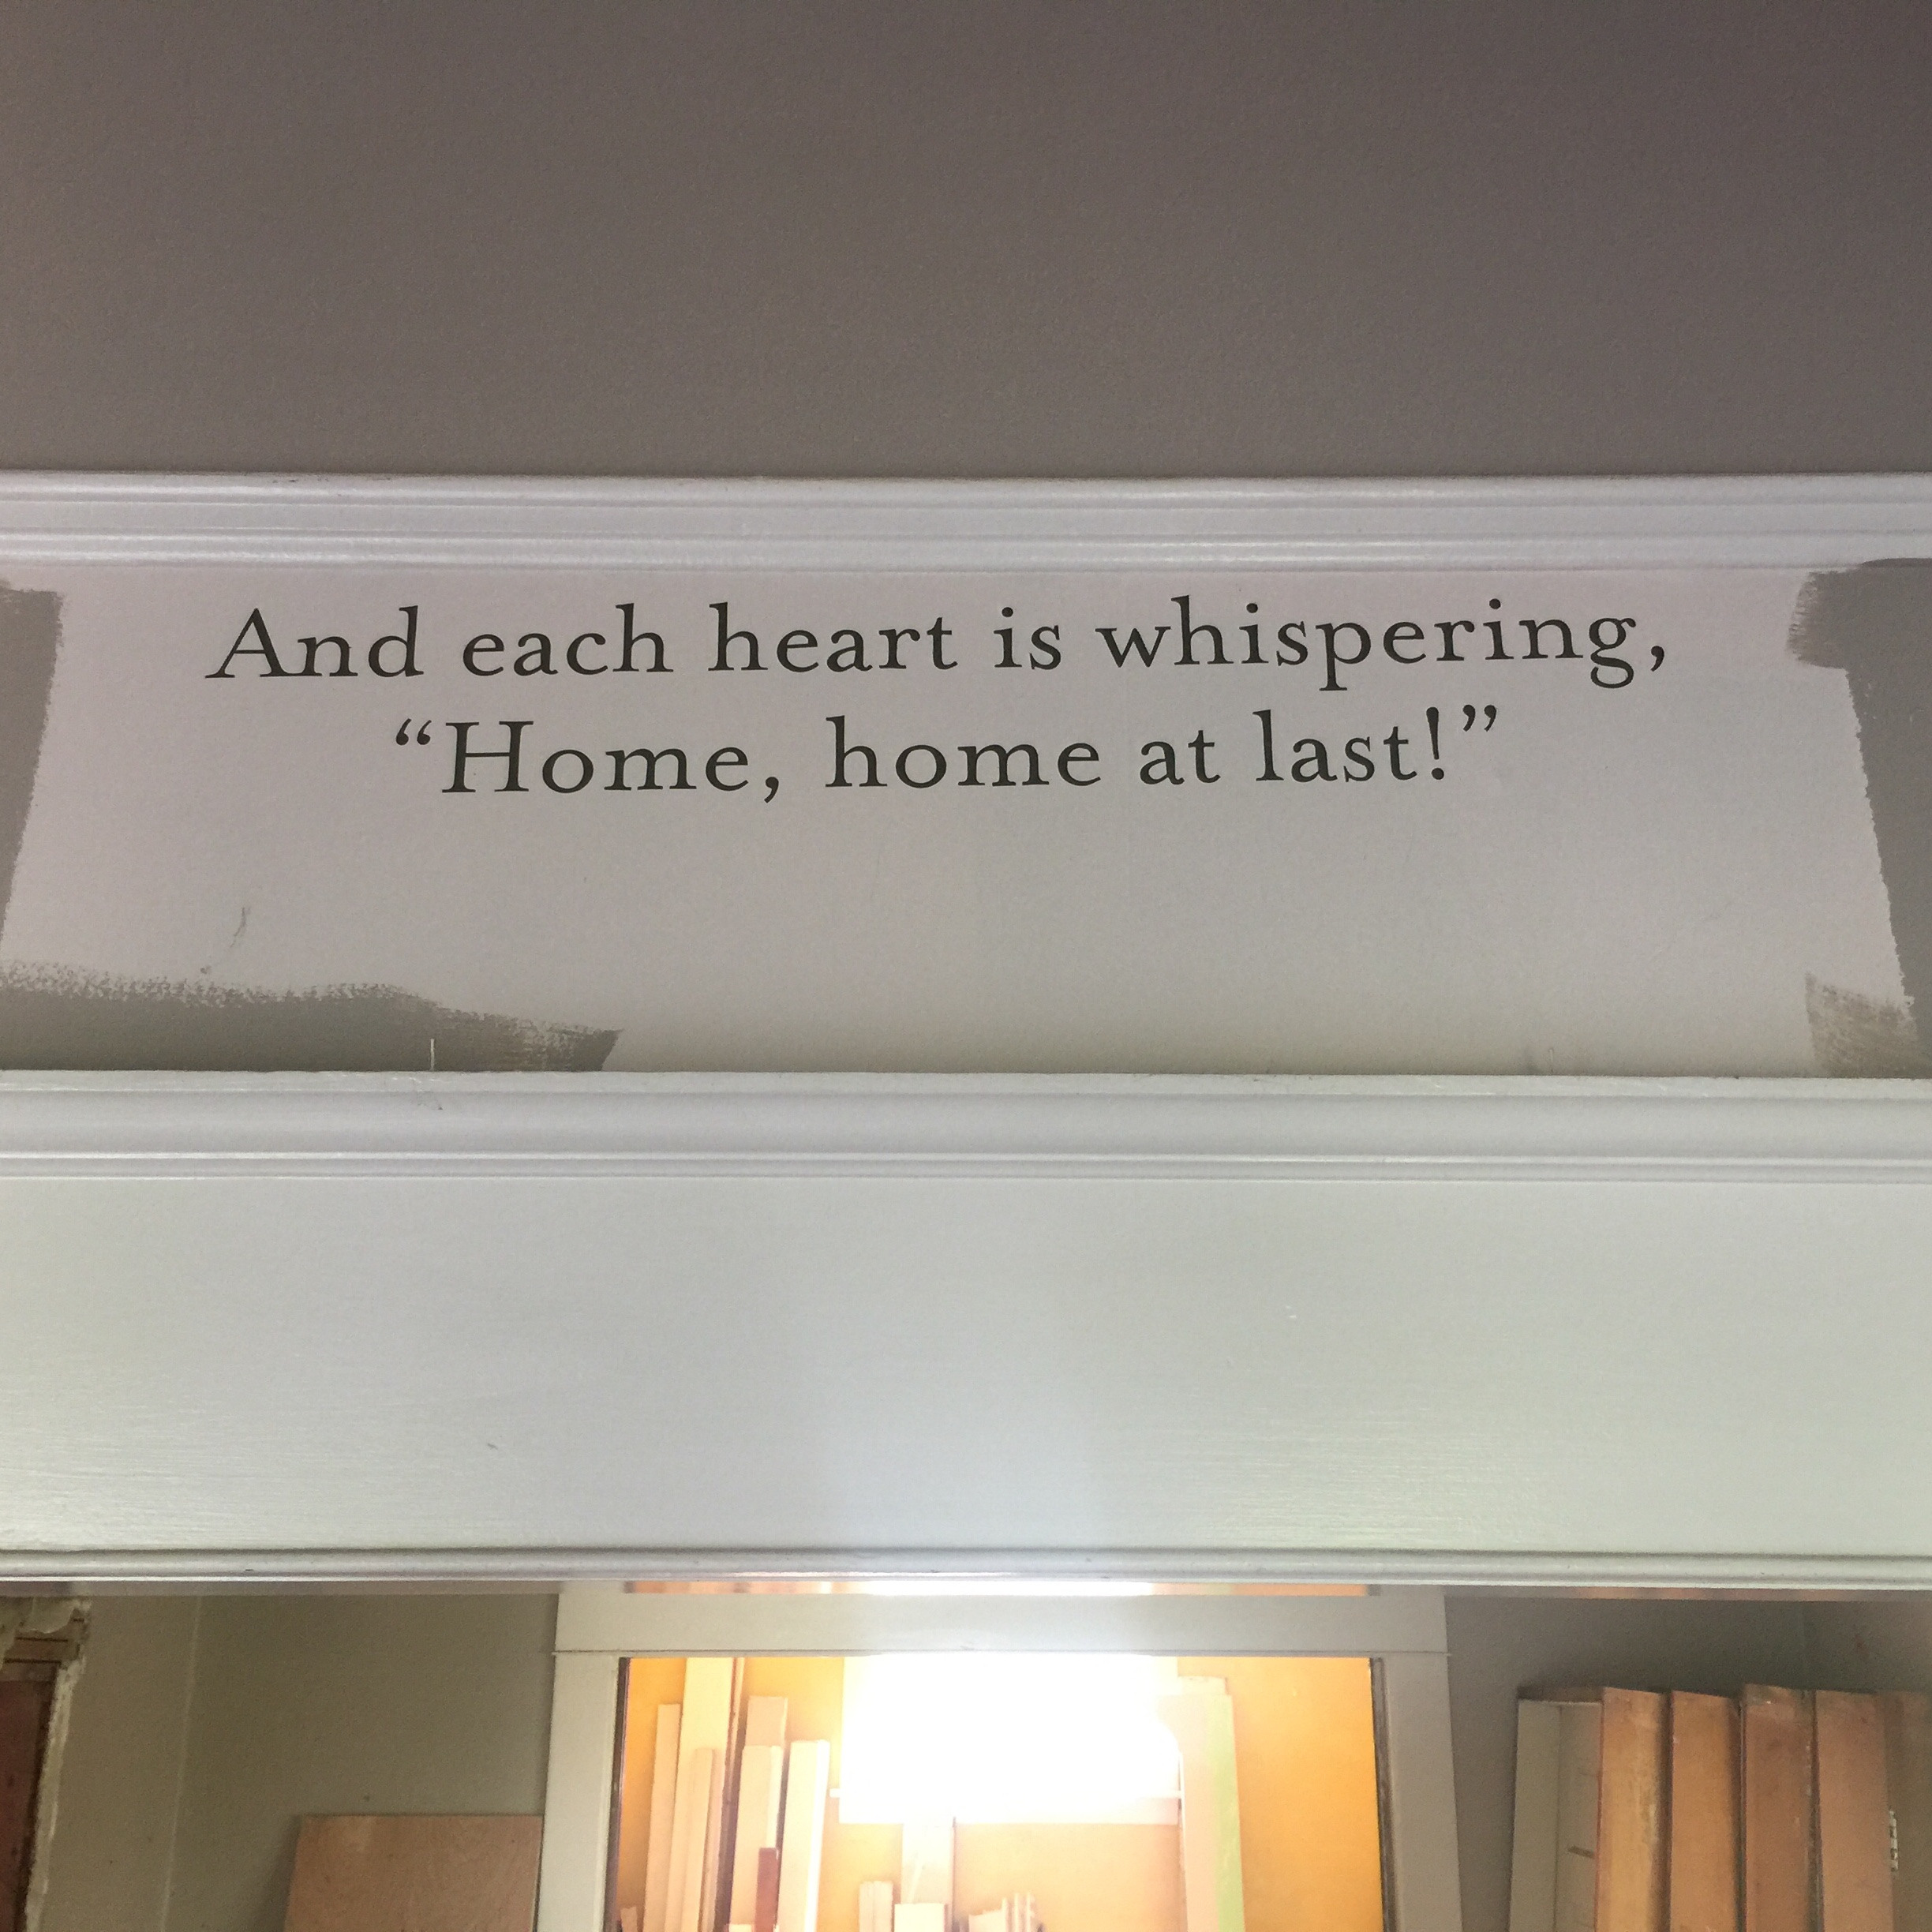 And each heart is whispering,
“Home, home at last!”